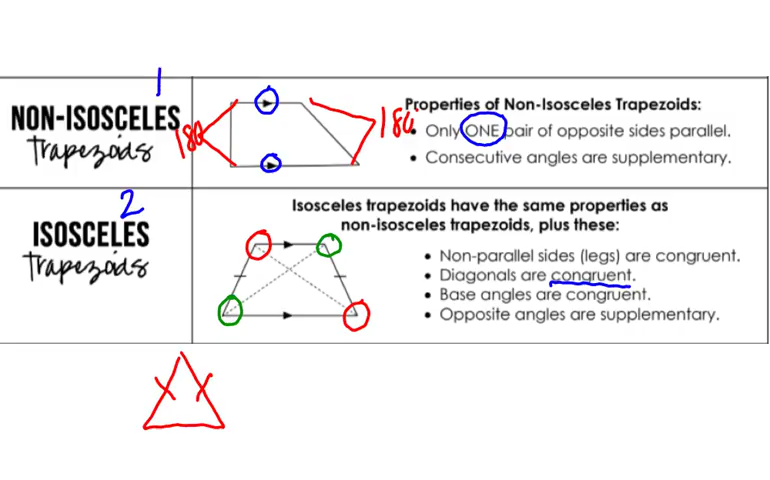 1
NON-ISOSCELES
trapezoids
180
180
Properties of Non-Isosceles Trapezoids:
• Only ONE pair of opposite sides parallel.
• Consecutive angles are supplementary.
2
ISOSCELES
trapezoids
Isosceles trapezoids have the same properties as
non-isosceles trapezoids, plus these:
• Non-parallel sides (legs) are congruent.
• Diagonals are congruent.
• Base angles are congruent.
• Opposite angles are supplementary.